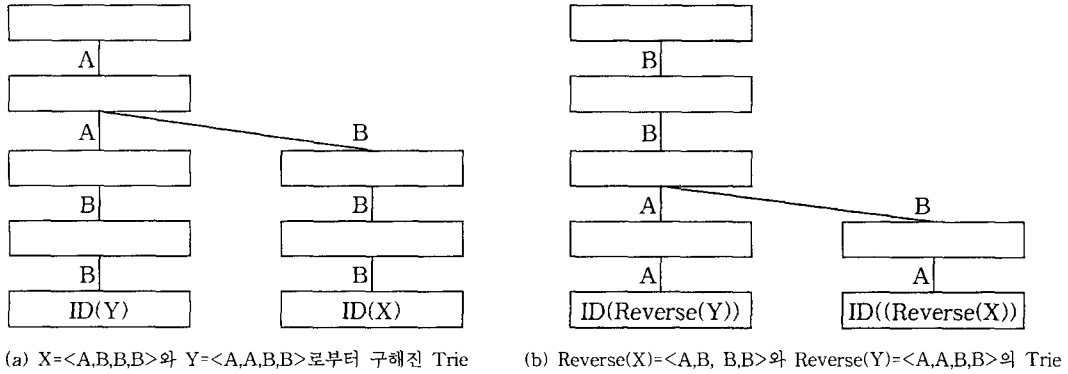 A
B
A
B
A
B
B
B
B
A
B
B
B
A
A
ID(Y)
ID(X)
ID(Reverse(Y))
ID((Reverse(X))
(a) X=<A,B,B,B>와 Y=<A,A,B,B>로부터 구해진 Trie
(b) Reverse(X)=<A,B, B,B>와 Reverse(Y)=<A,A,B,B>의 Trie